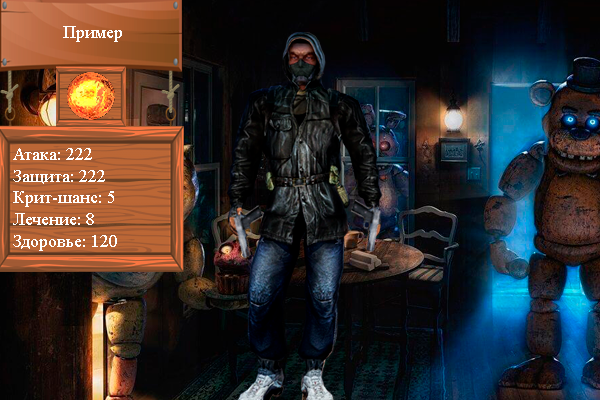 Пример
Атака: 222
Защита: 222
Крит-шанс: 5
Лечение: 8
Здоровье: 120